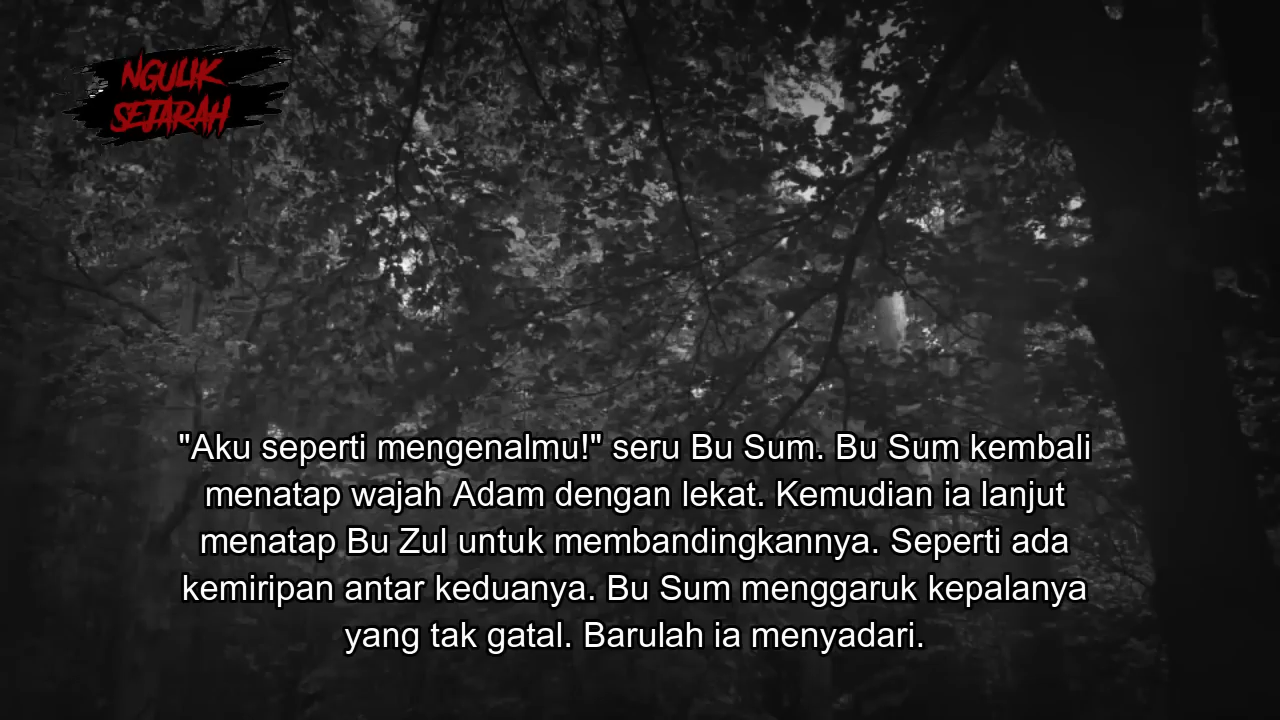 NGULIK
SEJARAH
"Aku seperti mengenalmu!" seru Bu Sum. Bu Sum kembali
menatap wajah Adam dengan lekat. Kemudian ia lanjut
menatap Bu Zul untuk membandingkannya. Seperti ada
kemiripan antar keduanya. Bu Sum menggaruk kepalanya
yang tak gatal. Barulah ia menyadari.